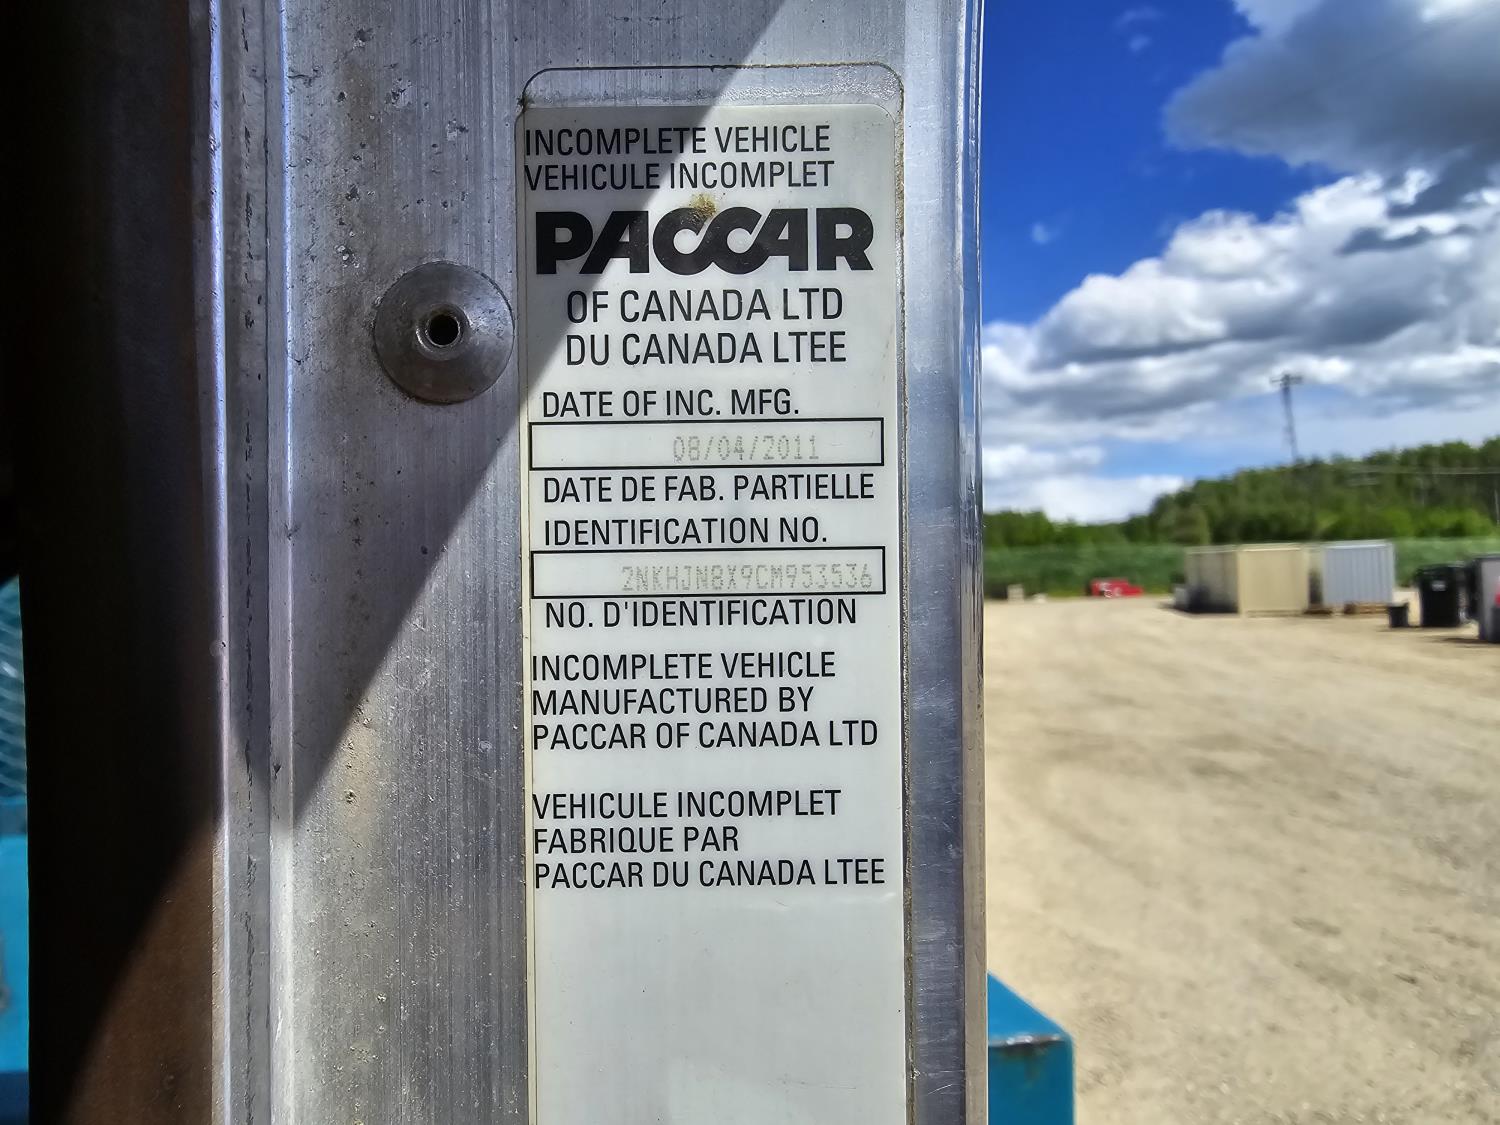 INCOMPLETE VEHICLE
VEHICULE INCOMPLET
PACCAR
OF CANADA LTD
DU CANADA LTEE
DATE OF INC. MFG.
08/04/2011
DATE DE FAB. PARTIELLE
IDENTIFICATION NO.
2NKHJN8X9CM953536
NO. D'IDENTIFICATION
INCOMPLETE VEHICLE
MANUFACTURED BY
PACCAR OF CANADA LTD
VEHICULE INCOMPLET
FABRIQUE PAR
PACCAR DU CANADA LTEE